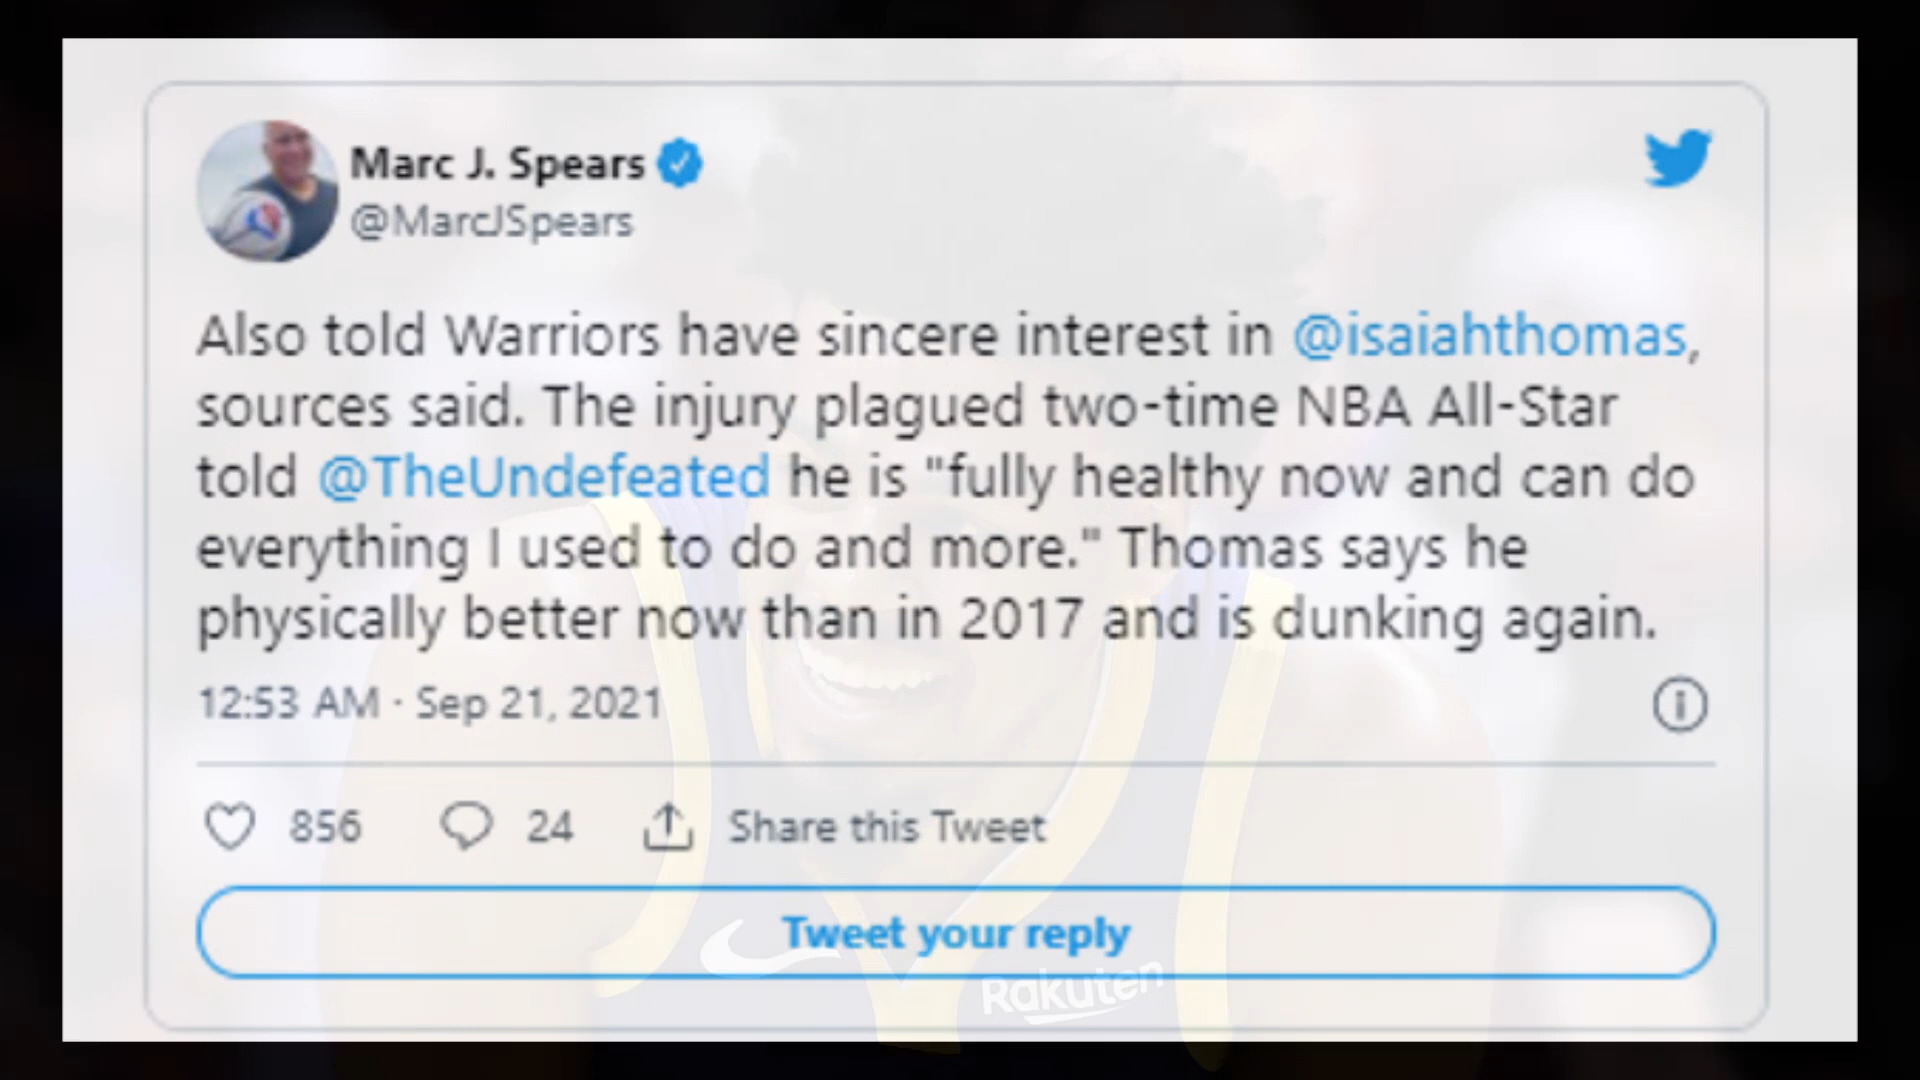 Marc J. Spears
@MarcJSpears
Also told Warriors have sincere interest in @isaiahthomas,
sources said. The injury plagued two-time NBA All-Star
told @TheUndefeated he is "fully healthy now and can do
everything I used to do and more." Thomas says he
physically better now than in 2017 and is dunking again.
12:53 AM · Sep 21, 2021
856 24 Share this Tweet
Tweet your reply
Rakuten